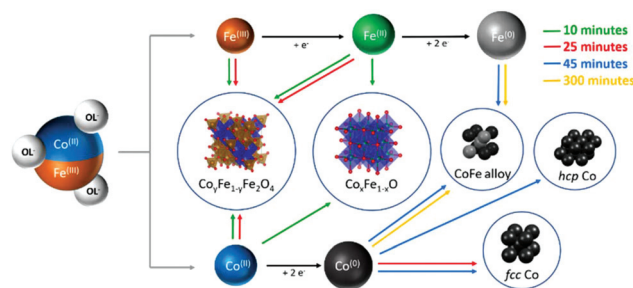 Fe(III)
+ e-
Fe(II)
+ 2 e-
Fe(0)
10 minutes
25 minutes
45 minutes
300 minutes
OL-
Co(II)
OL-
Fe(III)
OL-
CoyFe1-yFe2O4
CoxFe1-xO
CoFe alloy
hcp Co
Co(II)
+ 2 e-
Co(0)
fcc Co